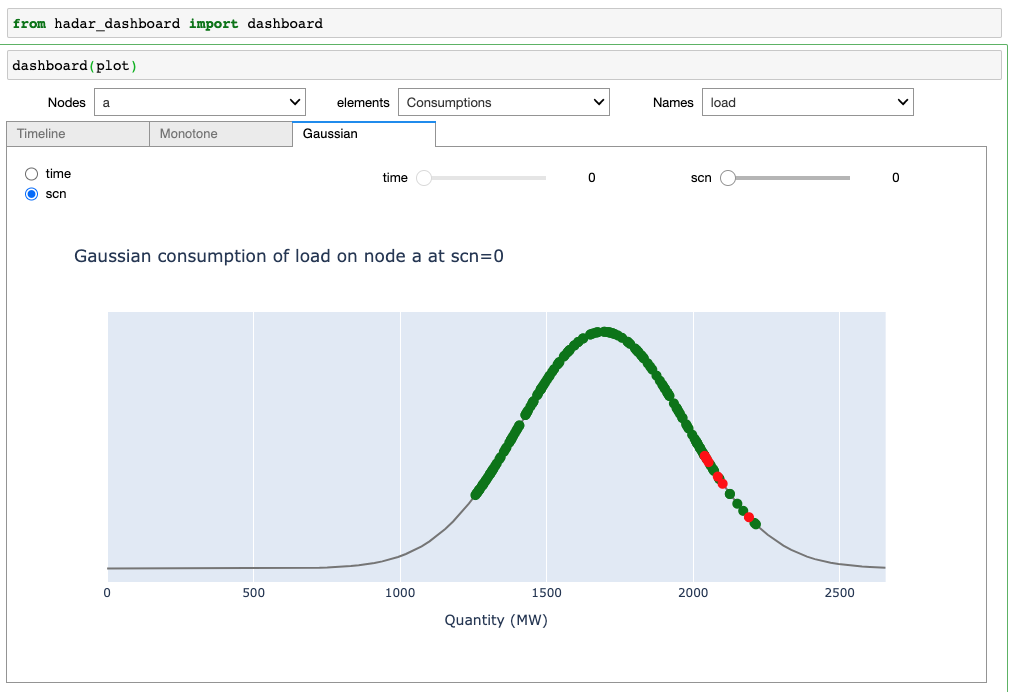 from hadar_dashboard import dashboard
dashboard(plot)
Nodes a elements Consumptions Names load
Timeline Monotone Gaussian
time
scn
time 0 scn 0
Gaussian consumption of load on node a at scn=0
0 500 1000 1500 2000 2500
Quantity (MW)